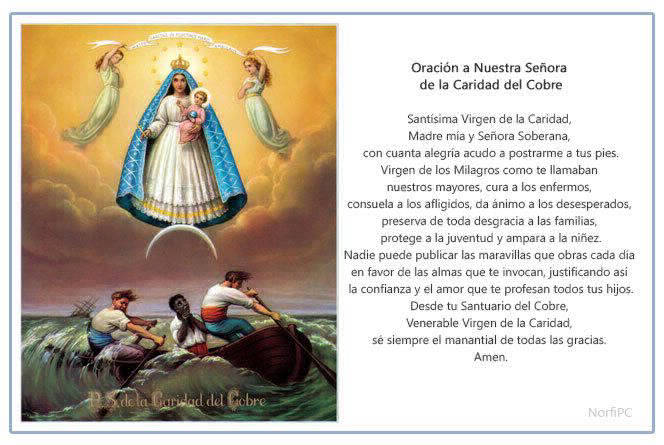 Oración a Nuestra Señora
de la Caridad del Cobre
Santísima Virgen de la Caridad,
Madre mía y Señora Soberana,
con cuanta alegría acudo a postrarme a tus pies.
Virgen de los Milagros como te llamaban
nuestros mayores, cura a los enfermos,
consuela a los afligidos, da ánimo a los desesperados,
preserva de toda desgracia a las familias,
protege a la juventud y ampara a la niñez.
Nadie puede publicar las maravillas que obras cada día
en favor de las almas que te invocan, justificando así
la confianza y el amor que te profesan todos tus hijos.
Desde tu Santuario del Cobre,
Venerable Virgen de la Caridad,
sé siempre el manantial de todas las gracias.
Amen.
N. S. de la Caridad del Cobre
NorfiPC